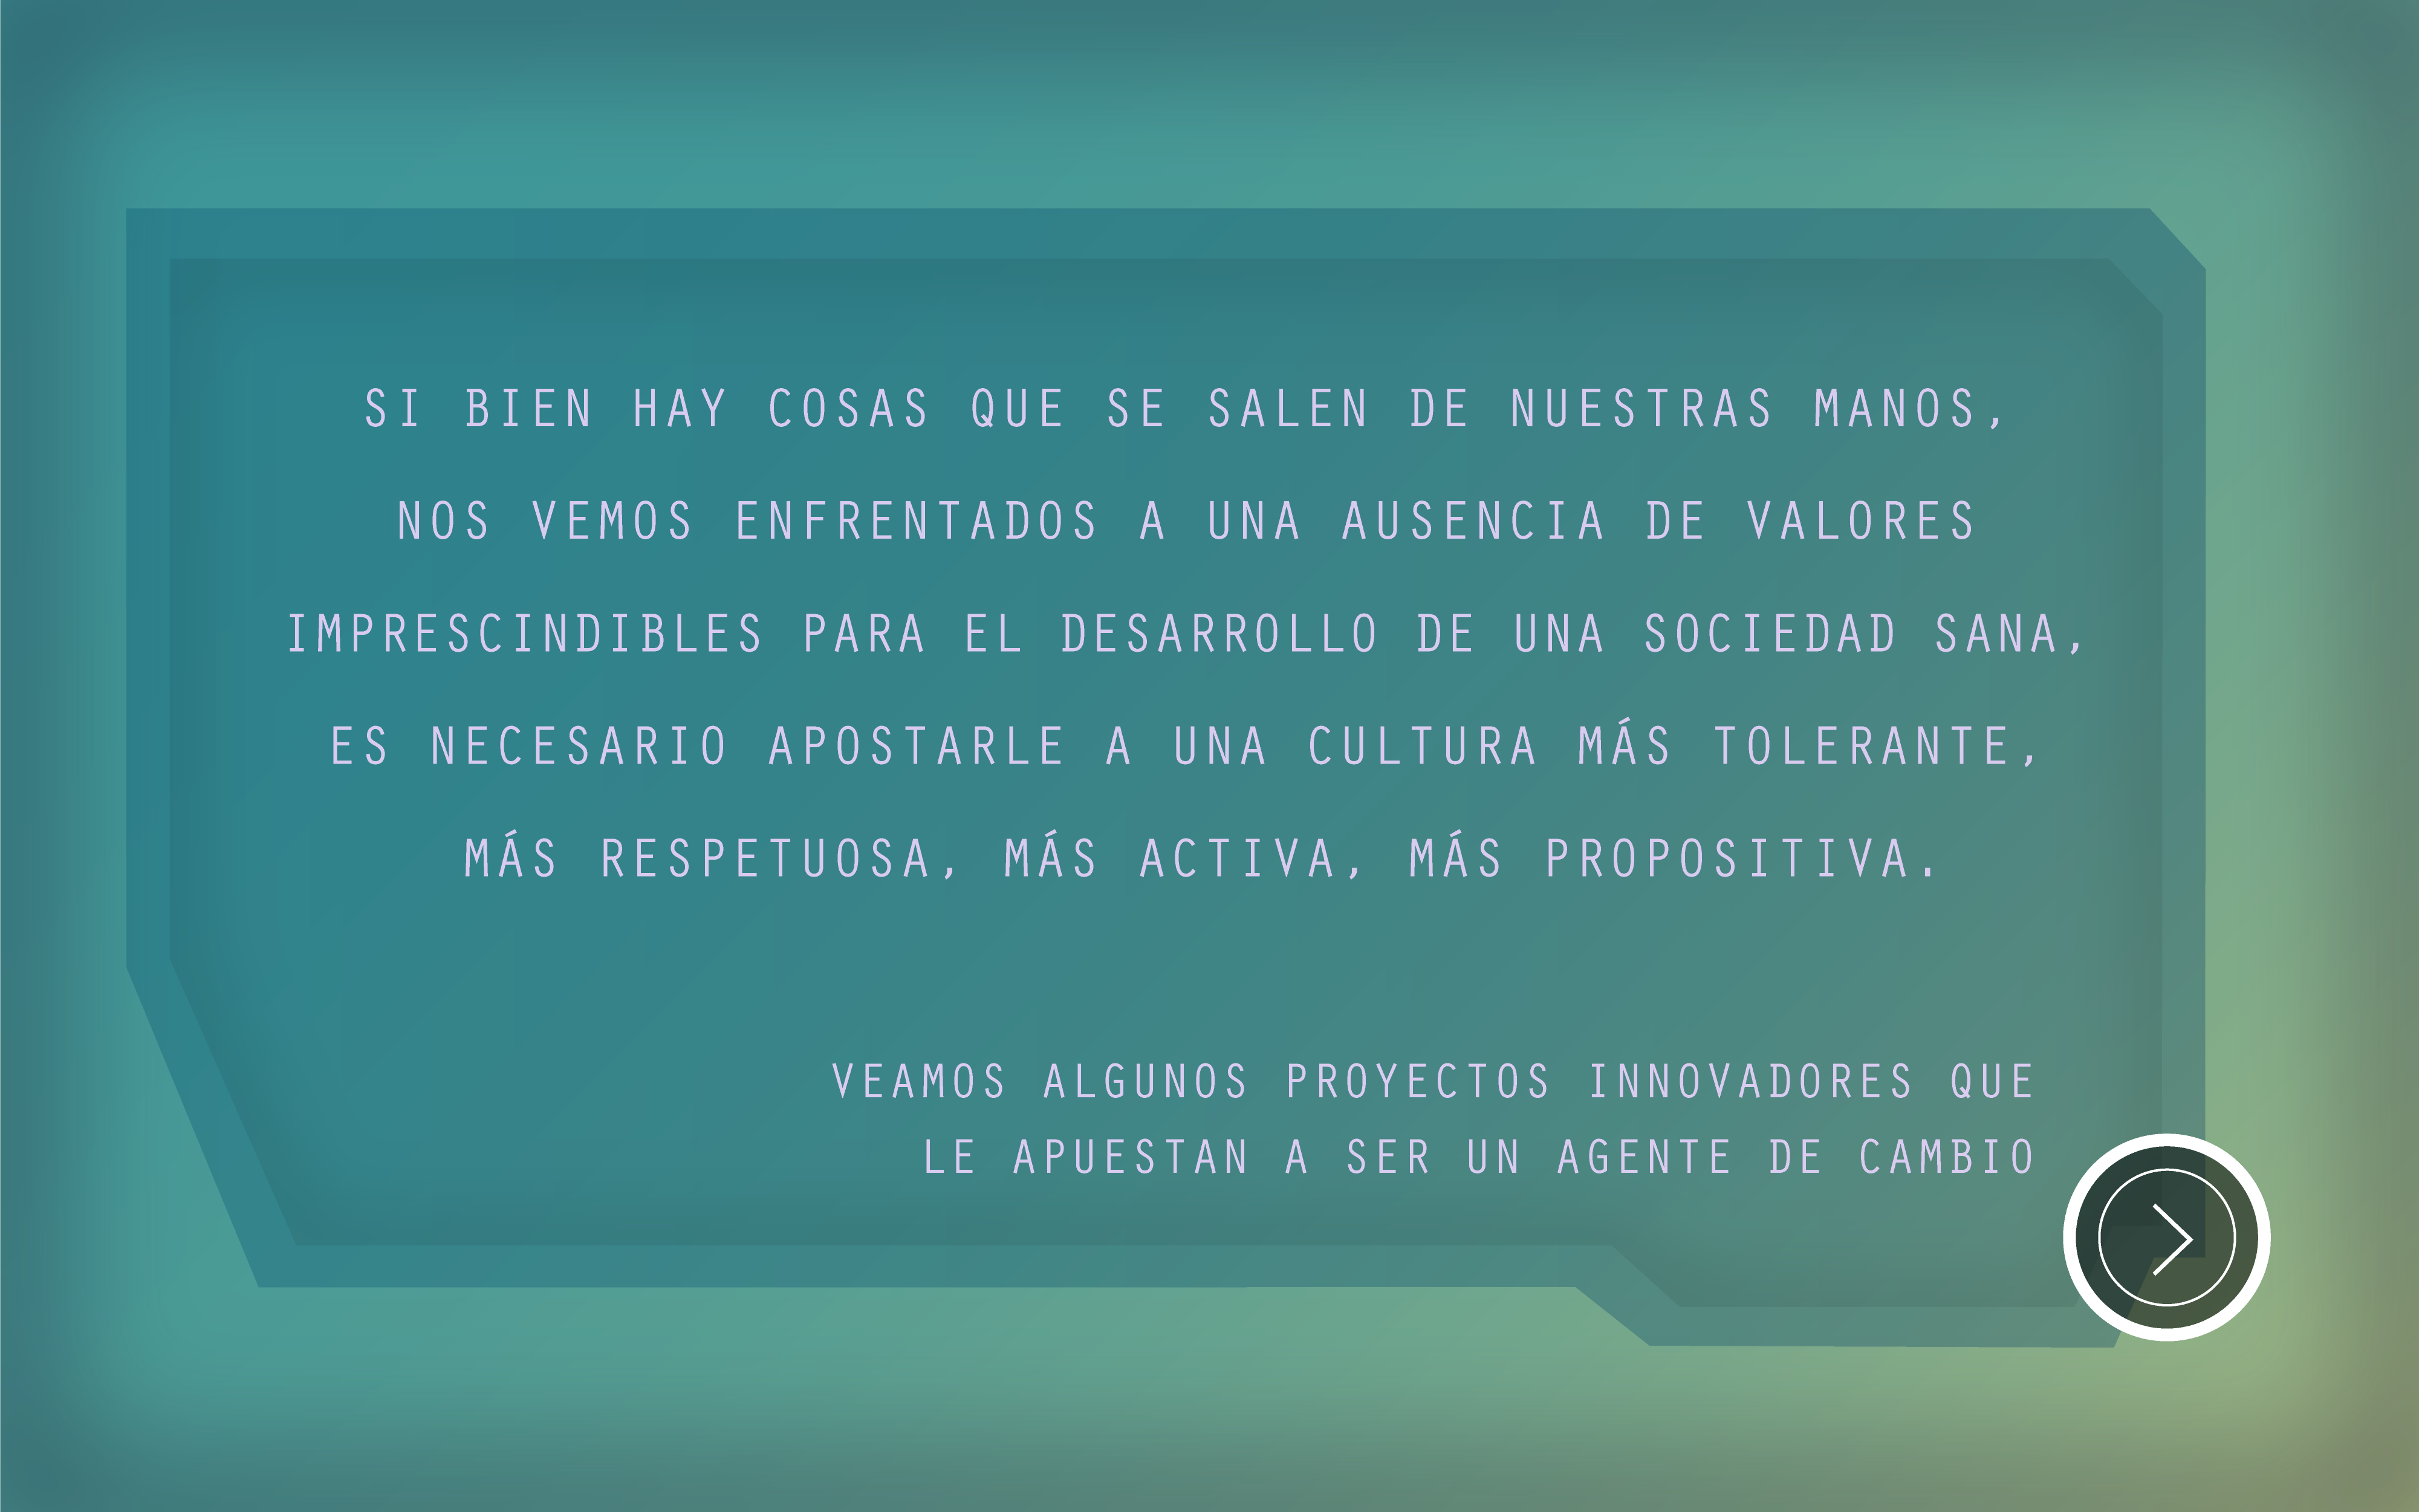 SI BIEN HAY COSAS QUE SE SALEN DE NUESTRAS MANOS,
NOS VEMOS ENFRENTADOS A UNA AUSENCIA DE VALORES
IMPRESCINDIBLES PARA EL DESARROLLO DE UNA SOCIEDAD SANA,
ES NECESARIO APOSTARLE A UNA CULTURA MÁS TOLERANTE,
MÁS RESPETUOSA, MÁS ACTIVA, MÁS PROPOSITIVA.
VEAMOS ALGUNOS PROYECTOS INNOVADORES QUE
LE APUESTAN A SER UN AGENTE DE CAMBIO